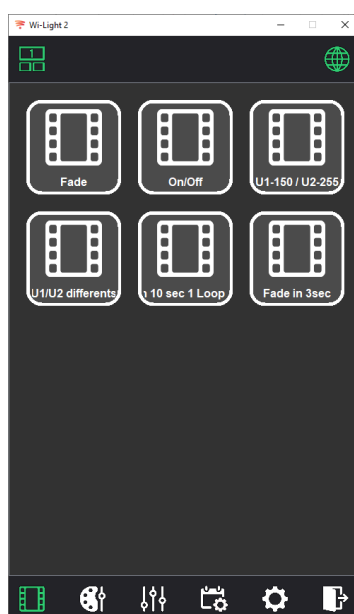 Wi-Light 2
1
Fade
On/Off
U1-150 / U2-255
U1/U2 differents
10 sec 1 Loop
Fade in 3sec